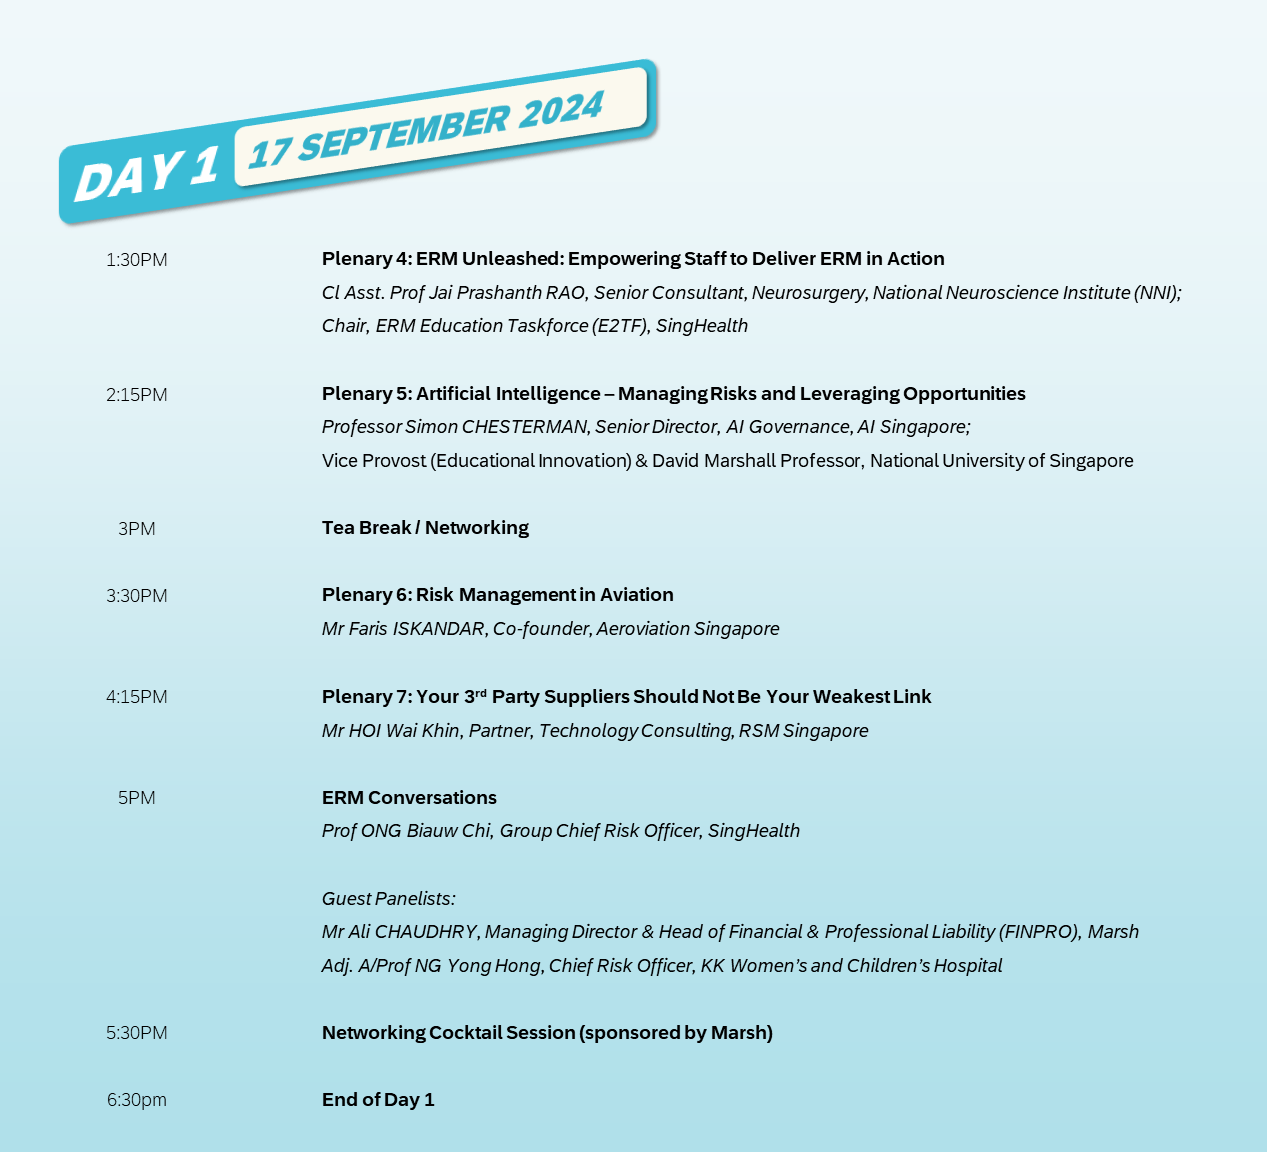 DAY 1 17 SEPTEMBER 2024
1:30PM Plenary 4: ERM Unleashed: Empowering Staff to Deliver ERM in Action
Cl Asst. Prof Jai Prashanth RAO, Senior Consultant, Neurosurgery, National Neuroscience Institute (NNI);
Chair, ERM Education Taskforce (E2TF), SingHealth
2:15PM Plenary 5: Artificial Intelligence – Managing Risks and Leveraging Opportunities
Professor Simon CHESTERMAN, Senior Director, AI Governance, AI Singapore;
Vice Provost (Educational Innovation) & David Marshall Professor, National University of Singapore
3PM Tea Break / Networking
3:30PM Plenary 6: Risk Management in Aviation
Mr Faris ISKANDAR, Co-founder, Aeroviation Singapore
4:15PM Plenary 7: Your 3rd Party Suppliers Should Not Be Your Weakest Link
Mr HOI Wai Khin, Partner, Technology Consulting, RSM Singapore
5PM ERM Conversations
Prof ONG Biauw Chi, Group Chief Risk Officer, SingHealth
Guest Panelists:
Mr Ali CHAUDHRY, Managing Director & Head of Financial & Professional Liability (FINPRO), Marsh
Adj. A/Prof NG Yong Hong, Chief Risk Officer, KK Women’s and Children’s Hospital
5:30PM Networking Cocktail Session (sponsored by Marsh)
6:30pm End of Day 1